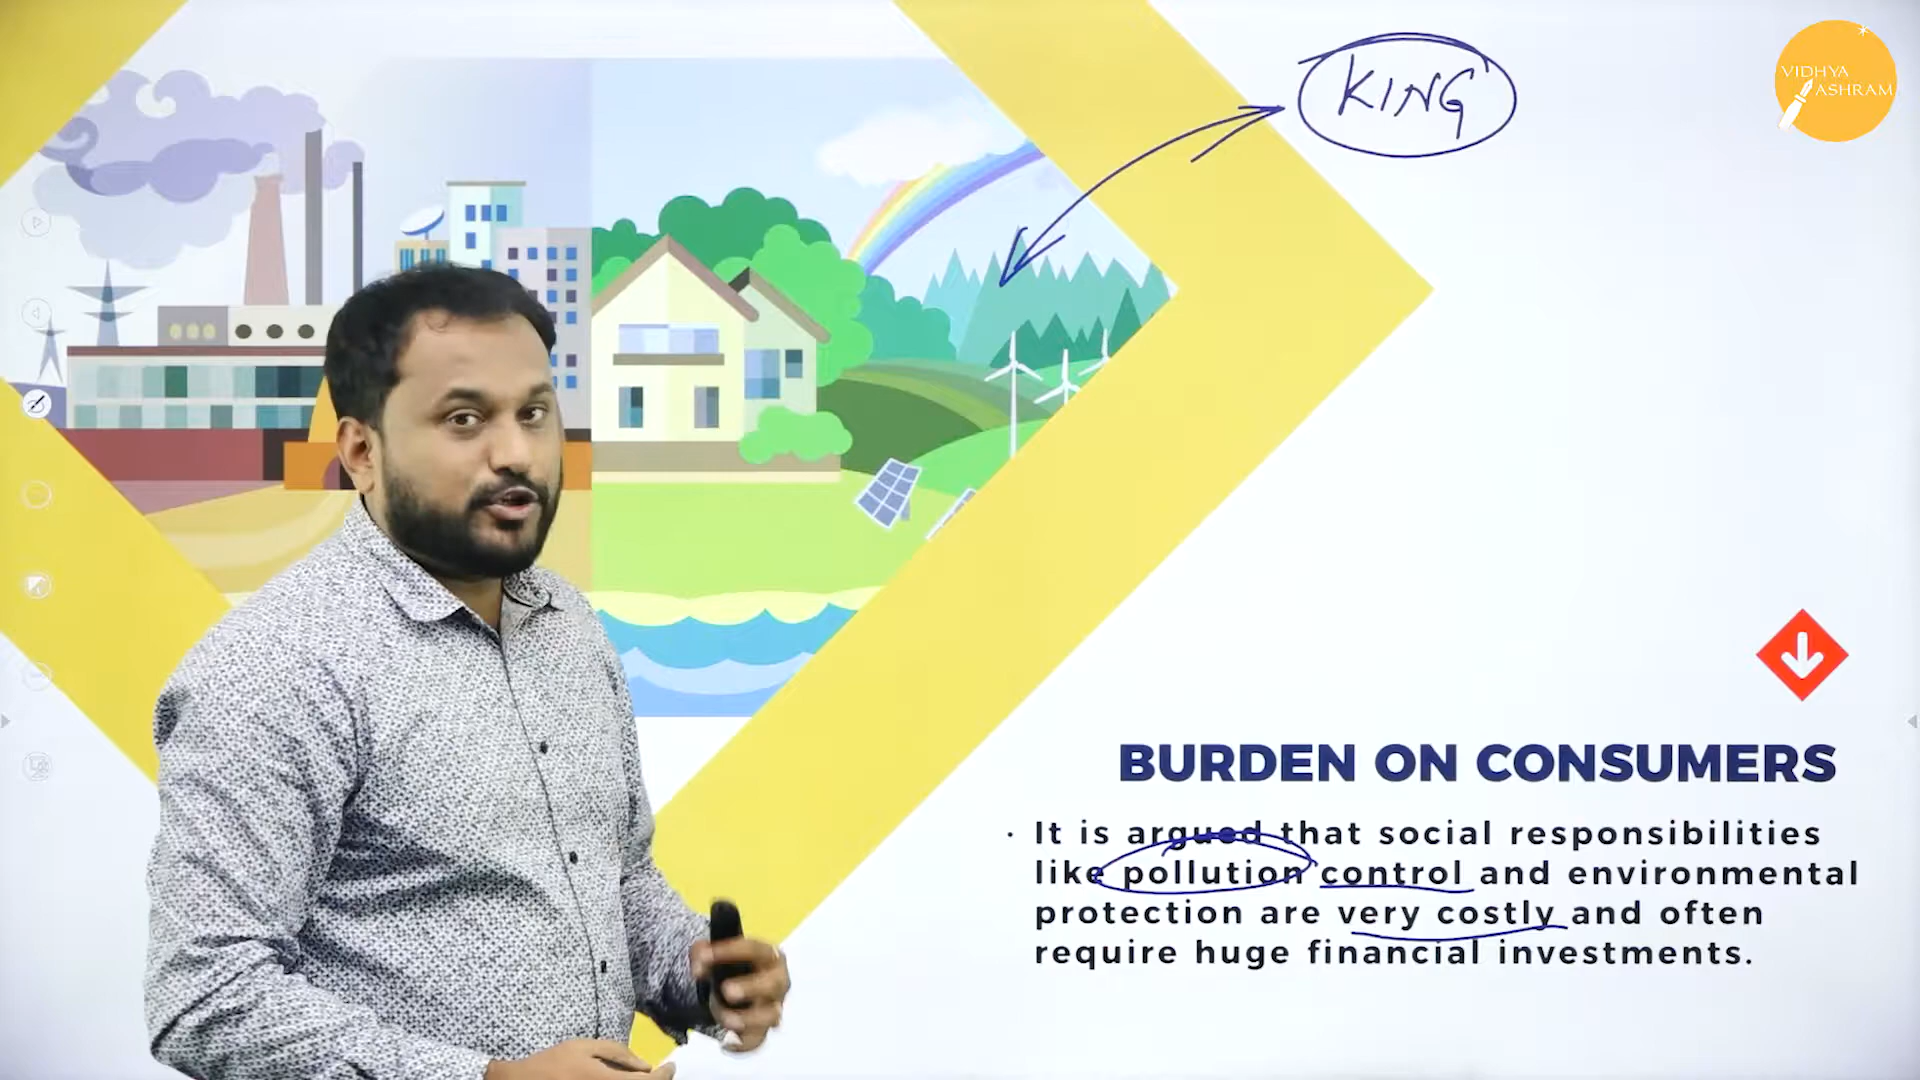 KING
VIDHYA
ASHRAM
BURDEN ON CONSUMERS
· It is argued that social responsibilities
like pollution control and environmental
protection are very costly and often
require huge financial investments.